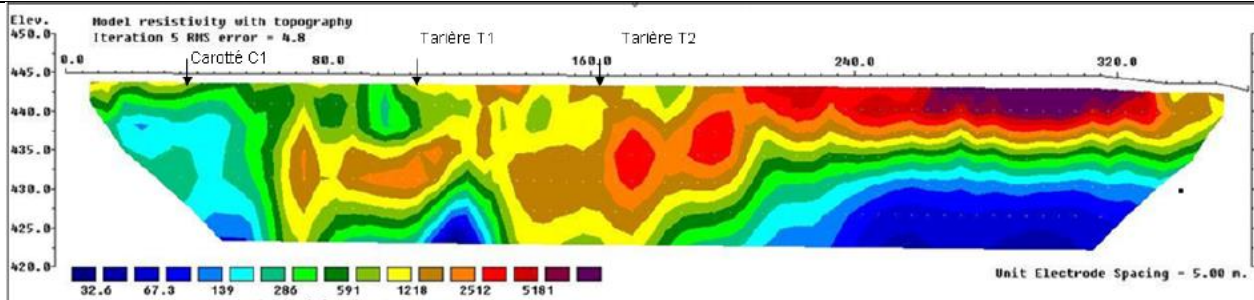 Elev.
Model resistivity with topography
Iteration 5 RMS error = 4.8
450.0
Tarière T1
Tarière T2
0.0
Carotté C1
80.0
160.0
240.0
320.0
445.0
440.0
435.0
430.0
425.0
420.0
32.6 67.3 139 286 591 1218 2512 5181
Unit Electrode Spacing = 5.00 m.